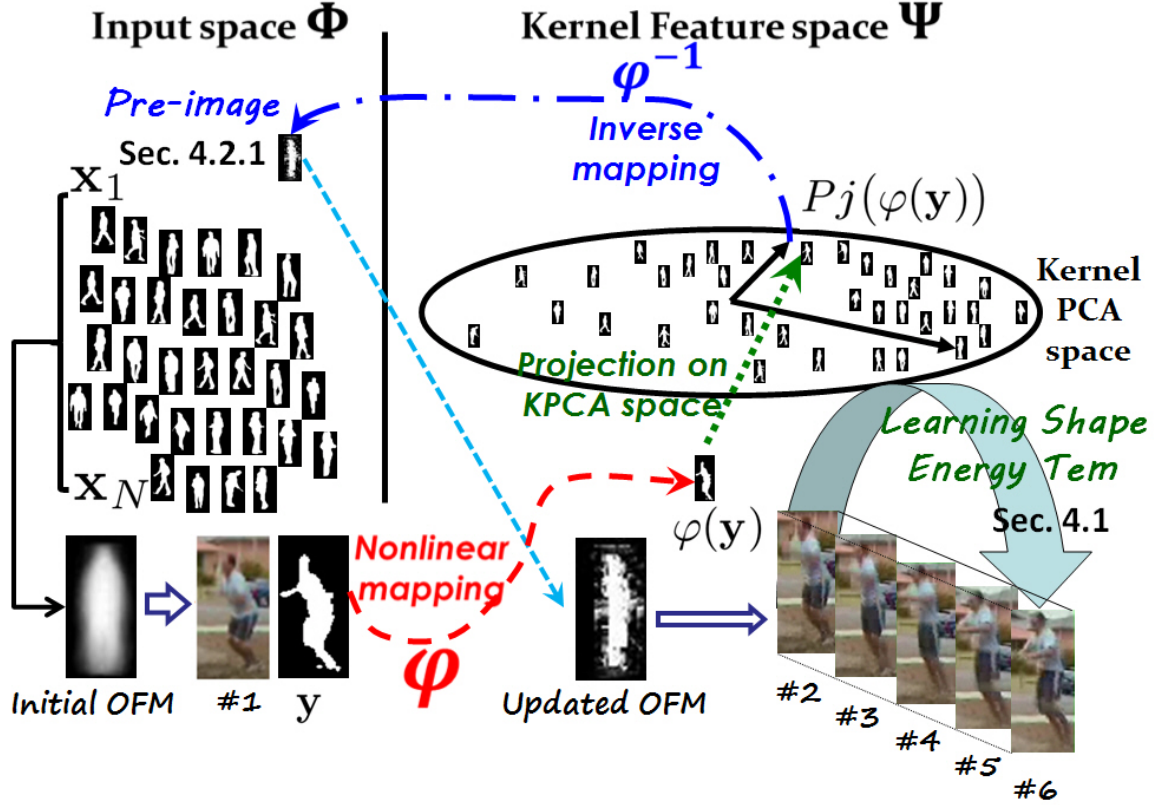 Input space Φ
Kernel Feature space Ψ
φ⁻¹
Pre-image
Sec. 4.2.1
Inverse
mapping
x₁
Pj(φ(y))
Kernel
PCA
space
Projection on
KPCA space
Learning Shape
Energy Tem
Sec. 4.1
x_N
φ(y)
Nonlinear
mapping
φ
Initial OFM
#1
y
Updated OFM
#2
#3
#4
#5
#6